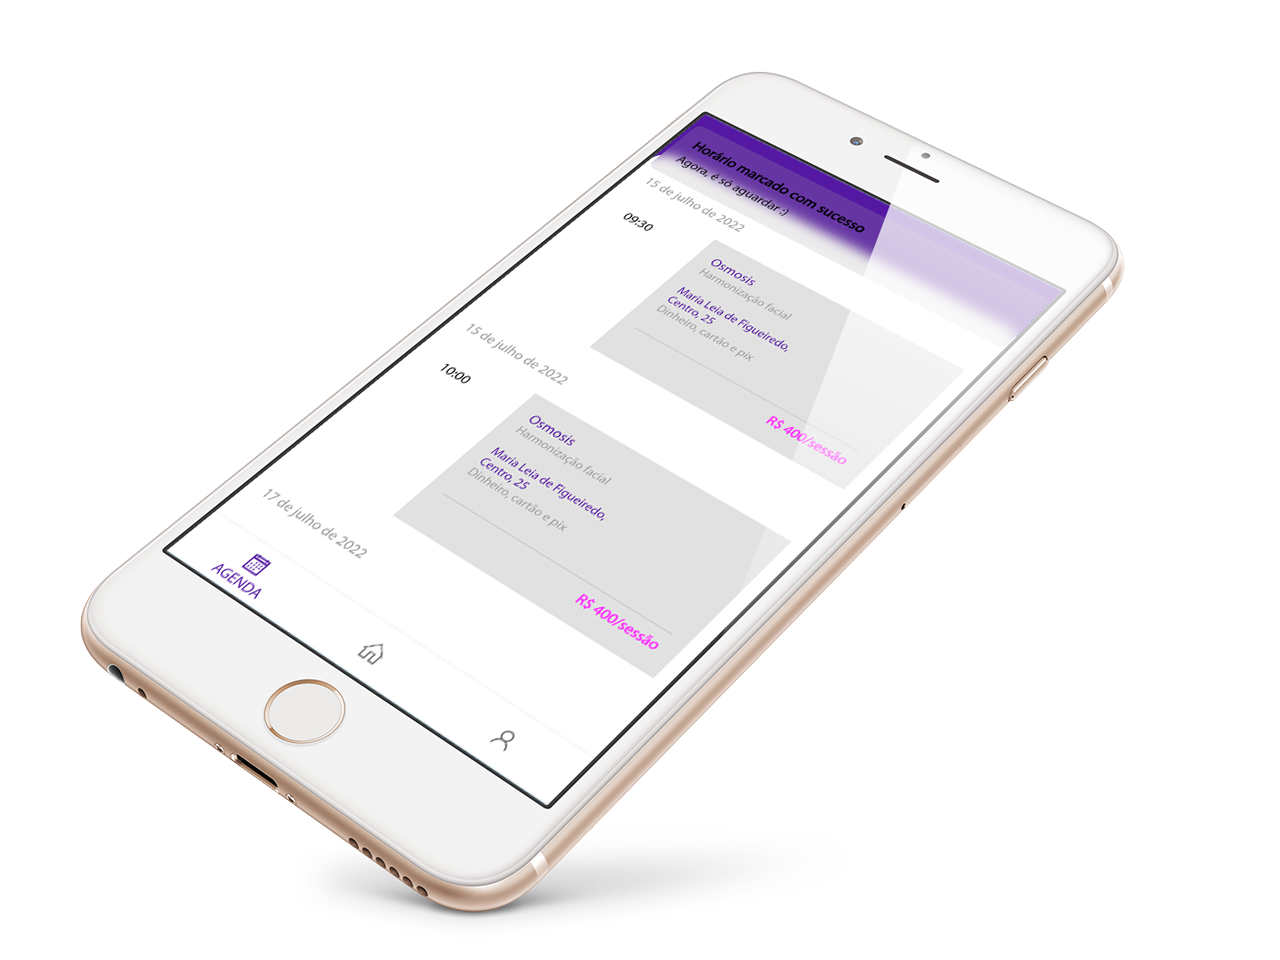 Horário marcado com sucesso
Agora, é só aguardar :)
15 de julho de 2022
09:30
Osmosis
Harmonização facial
Maria Leia de Figueiredo,
Centro, 25
Dinheiro, cartão e pix
R$ 400/sessão
15 de julho de 2022
10:00
Osmosis
Harmonização facial
Maria Leia de Figueiredo,
Centro, 25
Dinheiro, cartão e pix
R$ 400/sessão
17 de julho de 2022
AGENDA